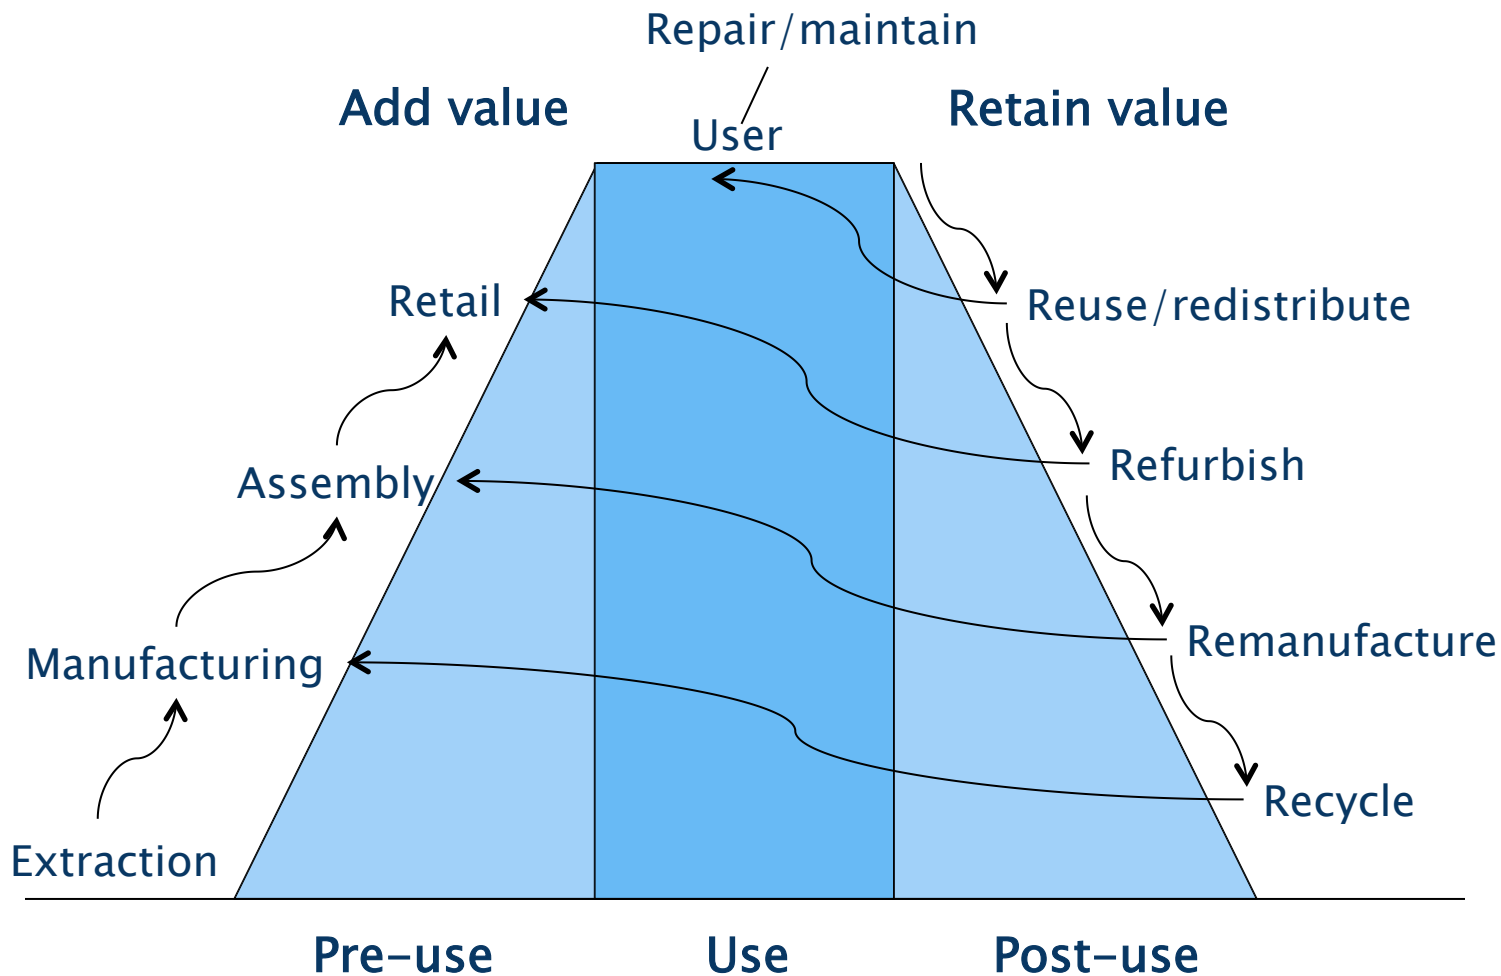 Repair/maintain
Add value
Retain value
User
Retail
Reuse/redistribute
Assembly
Refurbish
Manufacturing
Remanufacture
Extraction
Recycle
Pre-use
Use
Post-use